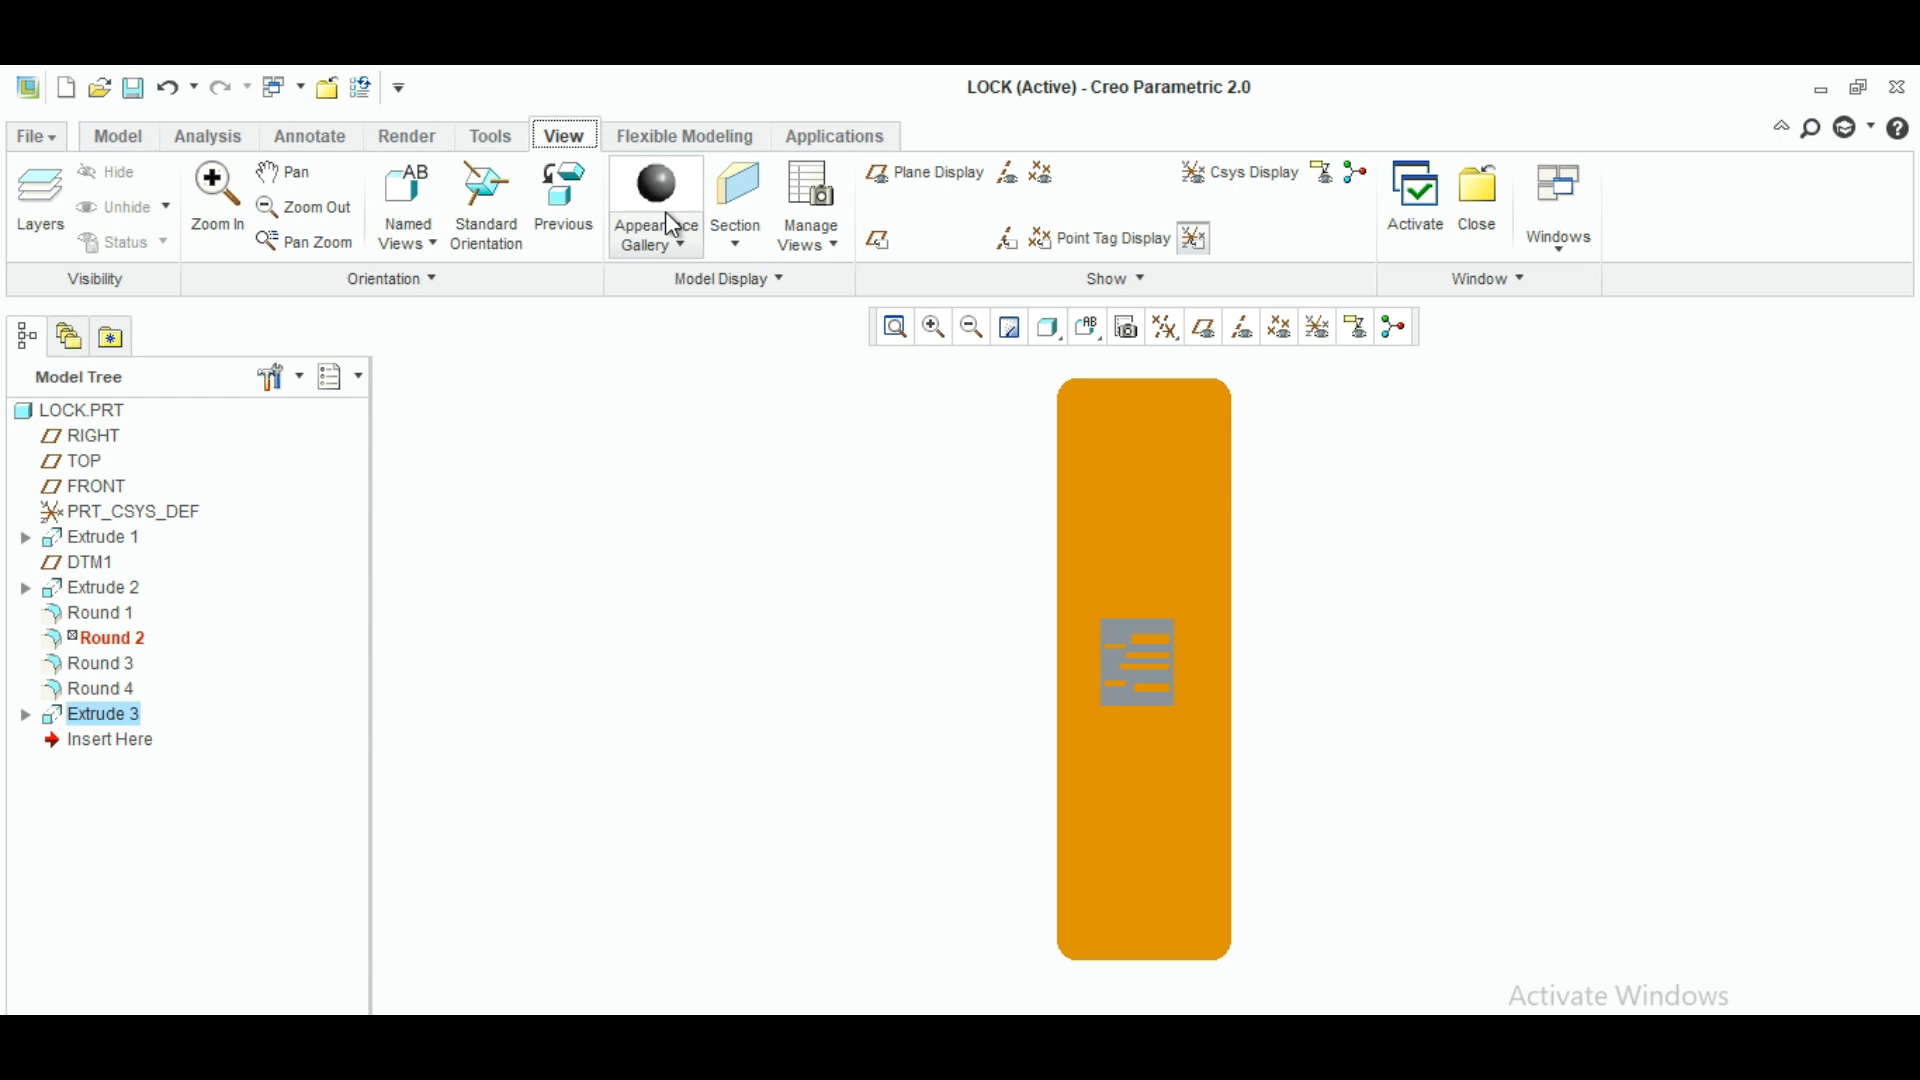 LOCK (Active) - Creo Parametric 2.0
File Model Analysis Annotate Render Tools View Flexible Modeling Applications
Layers Hide Unhide Status
Zoom In Pan Zoom Out Pan Zoom
Named Views Standard Orientation Previous
Appearance Gallery Section Manage Views
Plane Display Csys Display
Point Tag Display
Activate Close Windows
Visibility Orientation Model Display Show Window
Model Tree
LOCK.PRT
RIGHT
TOP
FRONT
PRT_CSYS_DEF
Extrude 1
DTM1
Extrude 2
Round 1
Round 2
Round 3
Round 4
Extrude 3
Insert Here
Activate Windows